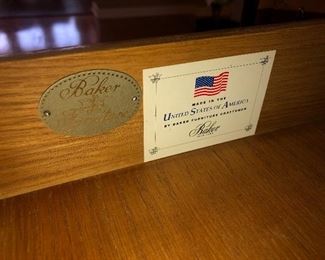 Baker
MADE IN THE
UNITED STATES OF AMERICA
BY BAKER FURNITURE CRAFTSMEN
Baker